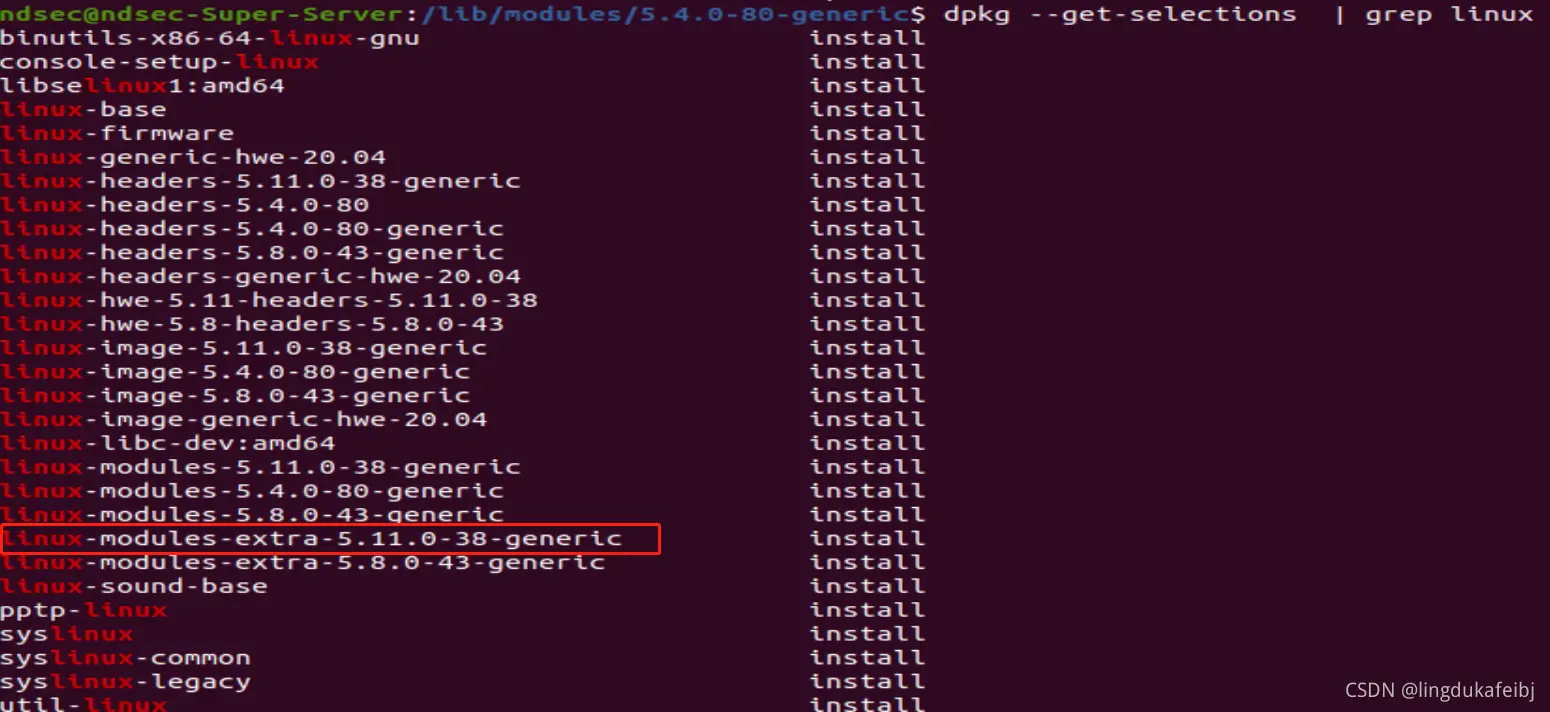 ndsec@ndsec-Super-Server:/lib/modules/5.4.0-80-generic$ dpkg --get-selections  | grep linux
binutils-x86-64-linux-gnu install
console-setup-linux install
libselinux1:amd64 install
linux-base install
linux-firmware install
linux-generic-hwe-20.04 install
linux-headers-5.11.0-38-generic install
linux-headers-5.4.0-80 install
linux-headers-5.4.0-80-generic install
linux-headers-5.8.0-43-generic install
linux-headers-generic-hwe-20.04 install
linux-hwe-5.11-headers-5.11.0-38 install
linux-hwe-5.8-headers-5.8.0-43 install
linux-image-5.11.0-38-generic install
linux-image-5.4.0-80-generic install
linux-image-5.8.0-43-generic install
linux-image-generic-hwe-20.04 install
linux-libc-dev:amd64 install
linux-modules-5.11.0-38-generic install
linux-modules-5.4.0-80-generic install
linux-modules-5.8.0-43-generic install
linux-modules-extra-5.11.0-38-generic install
linux-modules-extra-5.8.0-43-generic install
linux-sound-base install
pptp-linux install
syslinux install
syslinux-common install
syslinux-legacy install
util-linux install
CSDN @lingdukafeibj